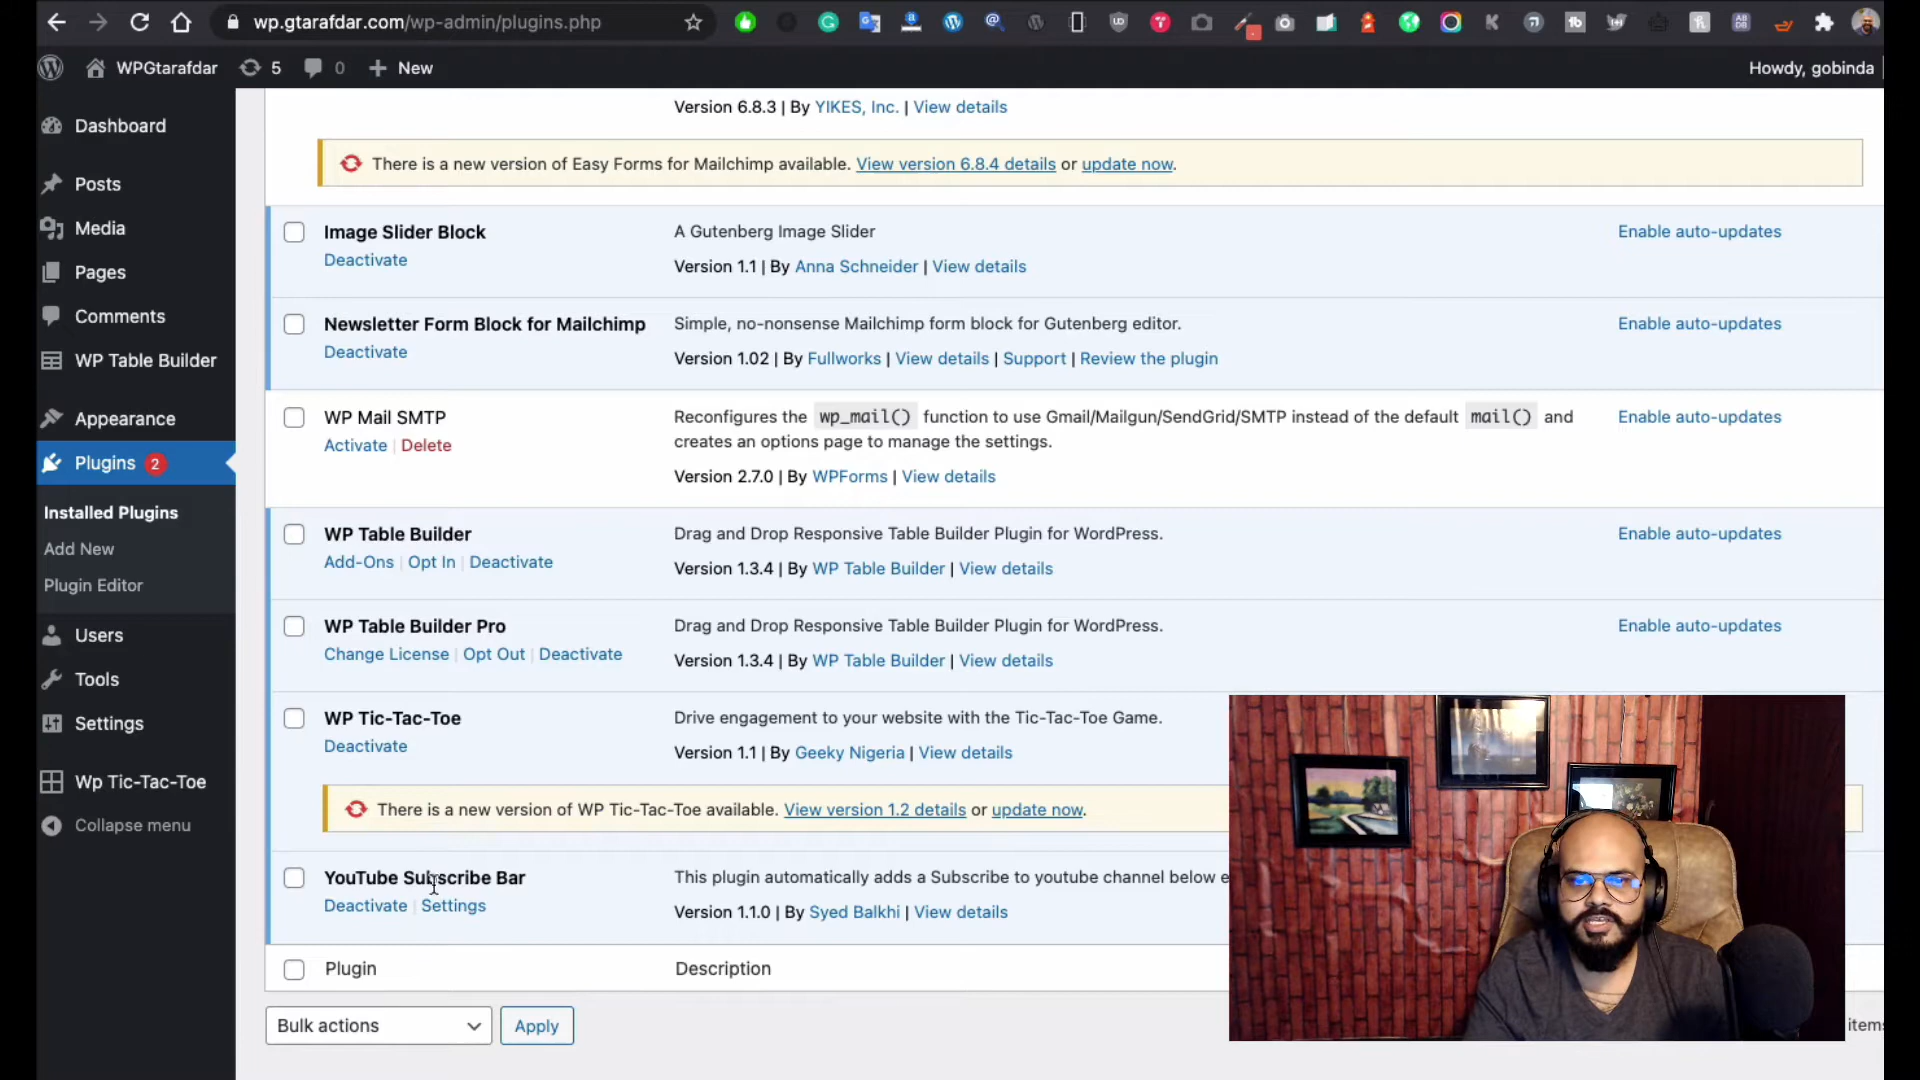 wp.gtarafdar.com/wp-admin/plugins.php
WPGtarafdar 5 0 New Howdy, gobinda
Dashboard
Posts
Media
Pages
Comments
WP Table Builder
Appearance
Plugins 2
Installed Plugins
Add New
Plugin Editor
Users
Tools
Settings
Wp Tic-Tac-Toe
Collapse menu
Version 6.8.3 | By YIKES, Inc. | View details
There is a new version of Easy Forms for Mailchimp available. View version 6.8.4 details or update now.
Image Slider Block A Gutenberg Image Slider Enable auto-updates
Deactivate
Version 1.1 | By Anna Schneider | View details
Newsletter Form Block for Mailchimp Simple, no-nonsense Mailchimp form block for Gutenberg editor. Enable auto-updates
Deactivate
Version 1.02 | By Fullworks | View details | Support | Review the plugin
WP Mail SMTP Reconfigures the wp_mail() function to use Gmail/Mailgun/SendGrid/SMTP instead of the default mail() and Enable auto-updates
Activate | Delete creates an options page to manage the settings.
Version 2.7.0 | By WPForms | View details
WP Table Builder Drag and Drop Responsive Table Builder Plugin for WordPress. Enable auto-updates
Add-Ons | Opt In | Deactivate
Version 1.3.4 | By WP Table Builder | View details
WP Table Builder Pro Drag and Drop Responsive Table Builder Plugin for WordPress. Enable auto-updates
Change License | Opt Out | Deactivate
Version 1.3.4 | By WP Table Builder | View details
WP Tic-Tac-Toe Drive engagement to your website with the Tic-Tac-Toe Game.
Deactivate
Version 1.1 | By Geeky Nigeria | View details
There is a new version of WP Tic-Tac-Toe available. View version 1.2 details or update now.
YouTube Subscribe Bar This plugin automatically adds a Subscribe to youtube channel below e
Deactivate | Settings
Version 1.1.0 | By Syed Balkhi | View details
Plugin Description
Bulk actions Apply
items